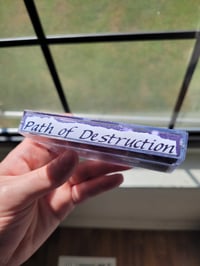 Path of Destruction